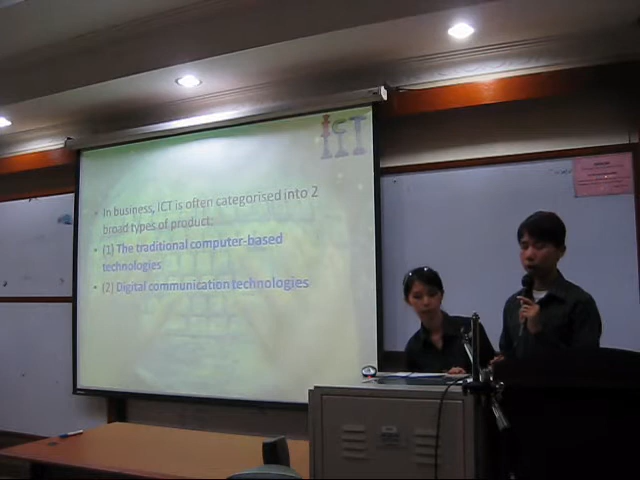 ICT
In business, ICT is often categorised into 2
broad types of product:
(1) The traditional computer-based
technologies
(2) Digital communication technologies